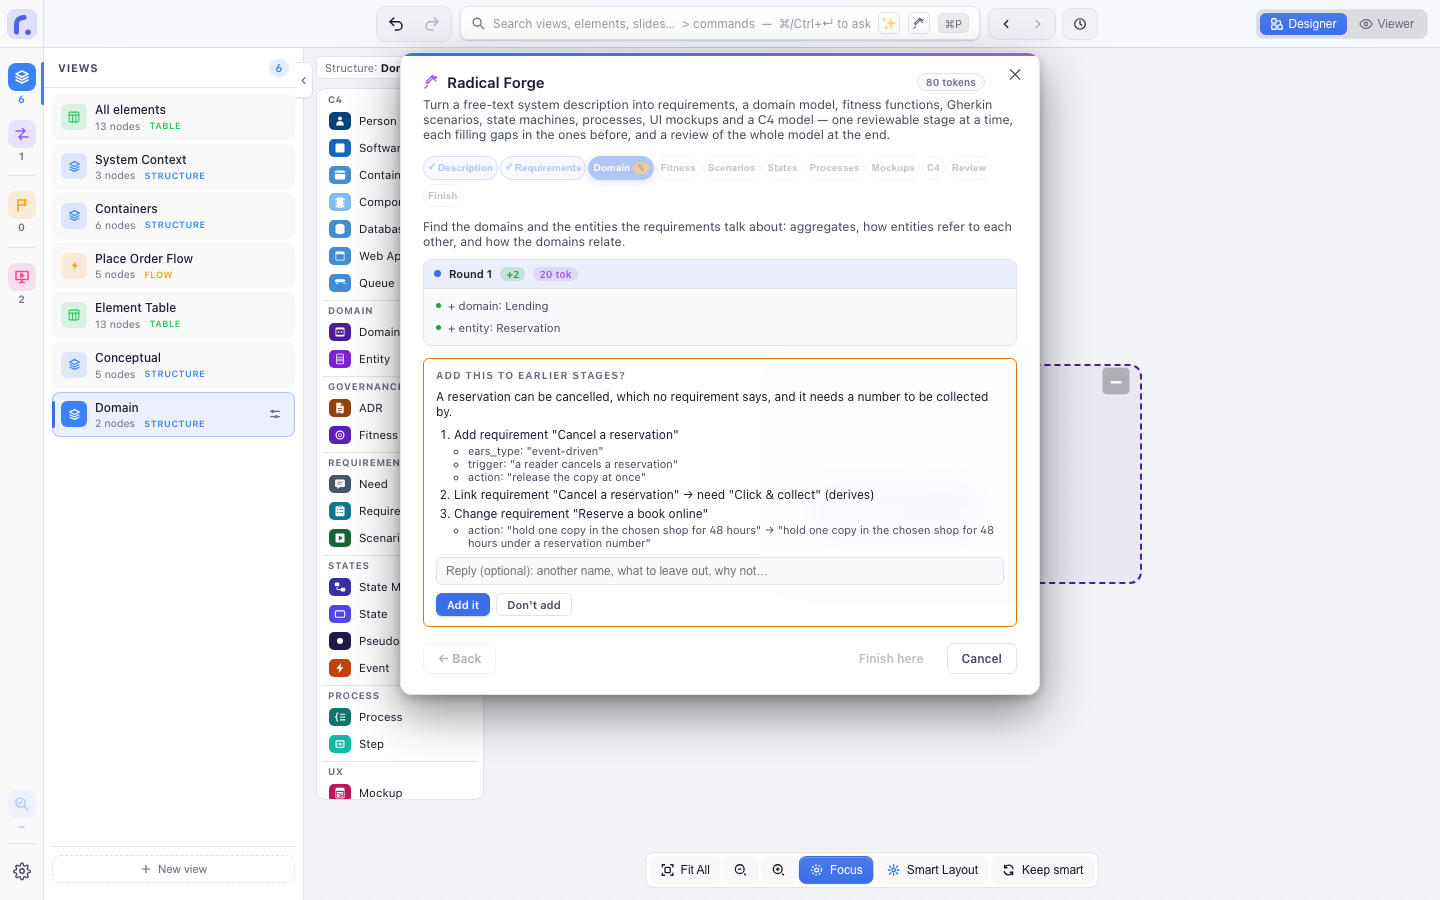 Search views, elements, slides... > commands — ⌘/Ctrl+↵ to ask
⌘P
Designer
Viewer
VIEWS
6
6
1
0
2
–
All elements
13 nodes TABLE
System Context
3 nodes STRUCTURE
Containers
6 nodes STRUCTURE
Place Order Flow
5 nodes FLOW
Element Table
13 nodes TABLE
Conceptual
5 nodes STRUCTURE
Domain
2 nodes STRUCTURE
+ New view
Structure: Dor
C4
Person
Softwar
Contain
Compor
Databas
Web Ap
Queue
DOMAIN
Domain
Entity
GOVERNANC
ADR
Fitness
REQUIREMEN
Need
Require
Scenari
STATES
State M
State
Pseudo
Event
PROCESS
Process
Step
UX
Mockup
Radical Forge
80 tokens
Turn a free-text system description into requirements, a domain model, fitness functions, Gherkin
scenarios, state machines, processes, UI mockups and a C4 model — one reviewable stage at a time,
each filling gaps in the ones before, and a review of the whole model at the end.
✓ Description ✓ Requirements Domain Fitness Scenarios States Processes Mockups C4 Review
Finish
Find the domains and the entities the requirements talk about: aggregates, how entities refer to each
other, and how the domains relate.
Round 1 +2 20 tok
+ domain: Lending
+ entity: Reservation
ADD THIS TO EARLIER STAGES?
A reservation can be cancelled, which no requirement says, and it needs a number to be collected
by.
1. Add requirement "Cancel a reservation"
ears_type: "event-driven"
trigger: "a reader cancels a reservation"
action: "release the copy at once"
2. Link requirement "Cancel a reservation" → need "Click & collect" (derives)
3. Change requirement "Reserve a book online"
action: "hold one copy in the chosen shop for 48 hours" → "hold one copy in the chosen shop for 48
hours under a reservation number"
Reply (optional): another name, what to leave out, why not...
Add it
Don't add
← Back
Finish here
Cancel
Fit All
Focus
Smart Layout
Keep smart